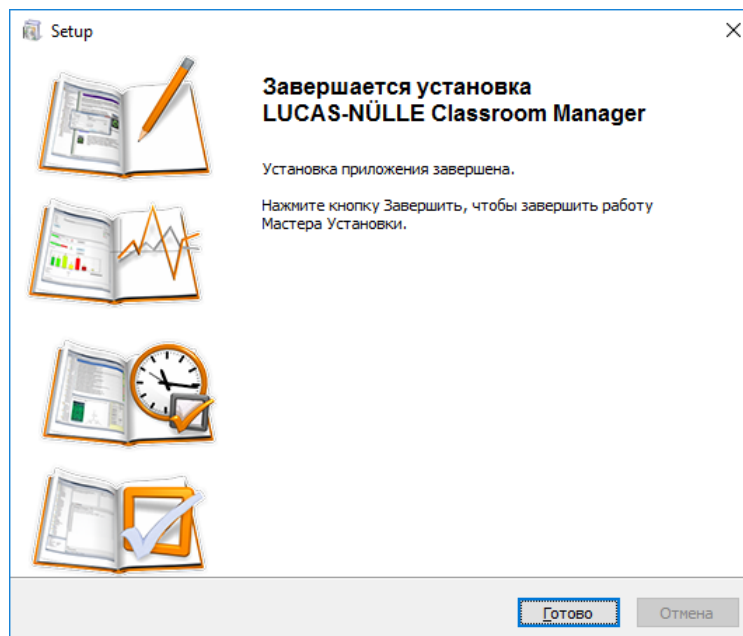 Setup
Завершается установка
LUCAS-NÜLLE Classroom Manager
Установка приложения завершена.
Нажмите кнопку Завершить, чтобы завершить работу
Мастера Установки.
Готово
Отмена